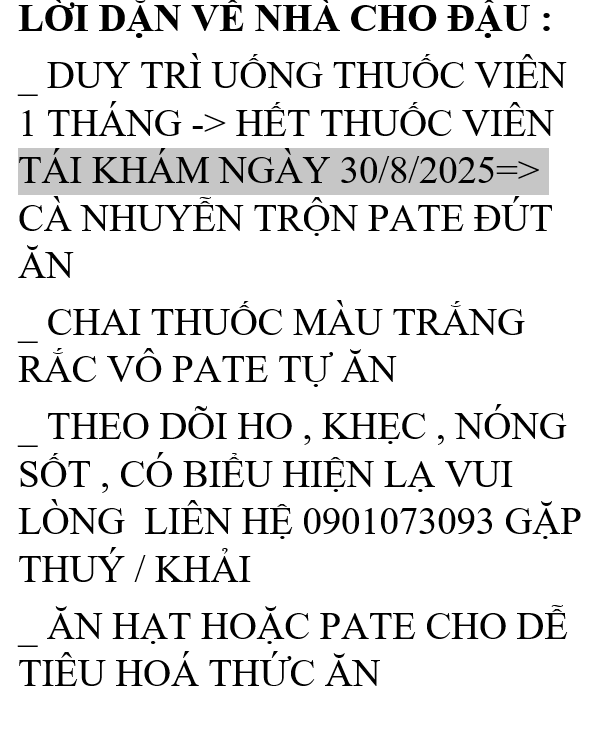 LỜI DẶN VỀ NHÀ CHO ĐẬU :
_ DUY TRÌ UỐNG THUỐC VIÊN
1 THÁNG -> HẾT THUỐC VIÊN
TÁI KHÁM NGÀY 30/8/2025=>
CÀ NHUYỄN TRỘN PATE ĐÚT
ĂN
_ CHAI THUỐC MÀU TRẮNG
RẮC VÔ PATE TỰ ĂN
_ THEO DÕI HO , KHẸC , NÓNG
SỐT , CÓ BIỂU HIỆN LẠ VUI
LÒNG  LIÊN HỆ 0901073093 GẶP
THUÝ / KHẢI
_ ĂN HẠT HOẶC PATE CHO DỄ
TIÊU HOÁ THỨC ĂN